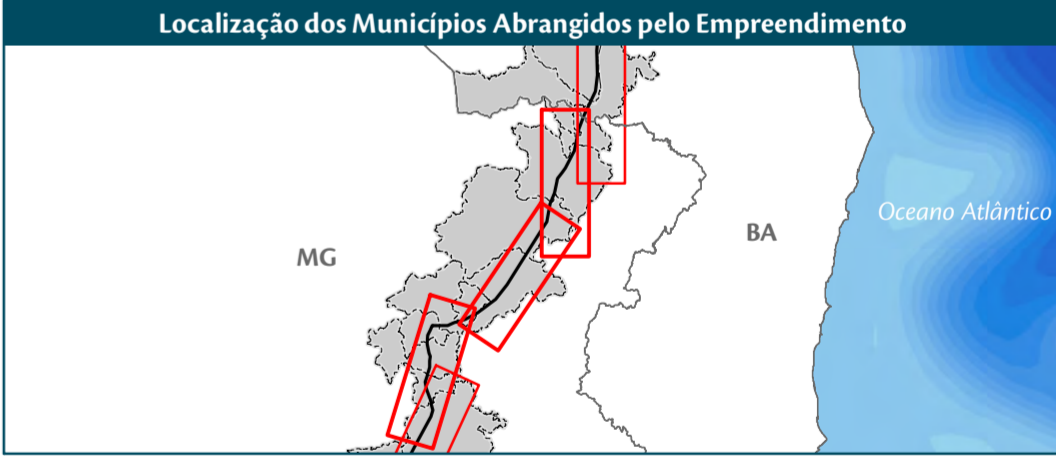 Localização dos Municípios Abrangidos pelo Empreendimento
Oceano Atlântico
BA
MG